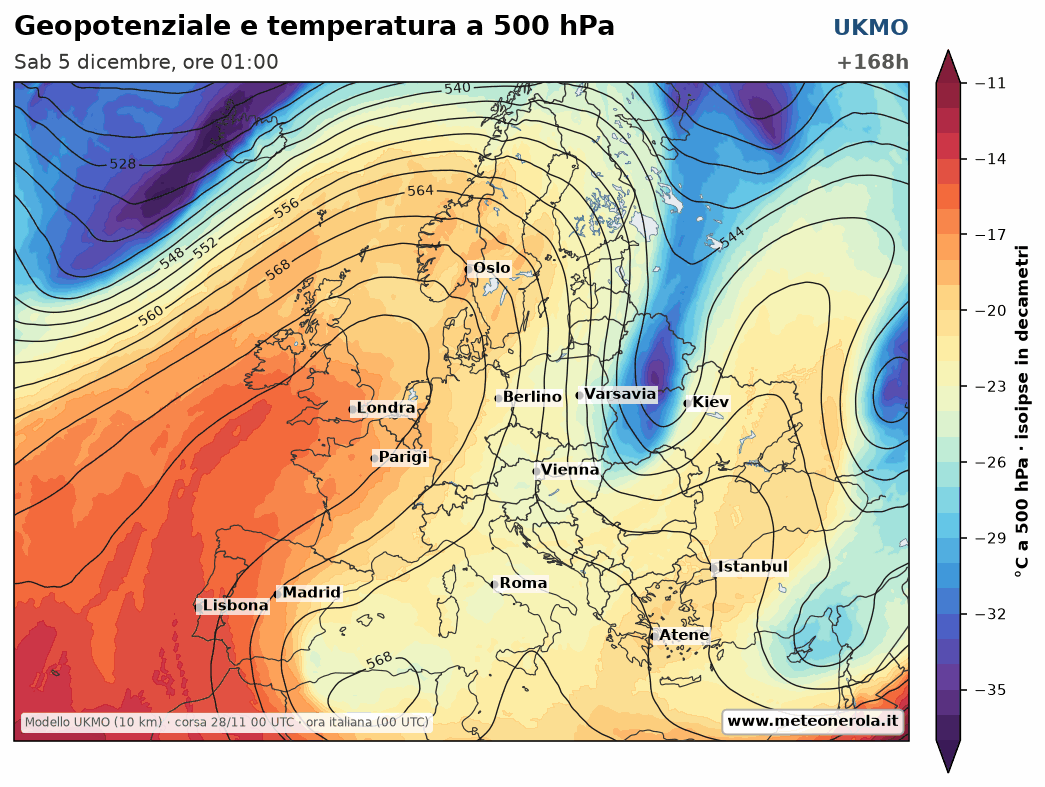 Geopotenziale e temperatura a 500 hPa
UKMO
Sab 5 dicembre, ore 01:00
+168h
540
528
564
556
552
548
544
568
560
Oslo
Londra
Berlino
Varsavia
Kiev
Parigi
Vienna
Istanbul
Roma
Madrid
Lisbona
Atene
568
Modello UKMO (10 km) · corsa 28/11 00 UTC · ora italiana (00 UTC)
www.meteonerola.it
−11
−14
−17
−20
−23
−26
−29
−32
−35
°C a 500 hPa · isoipse in decametri